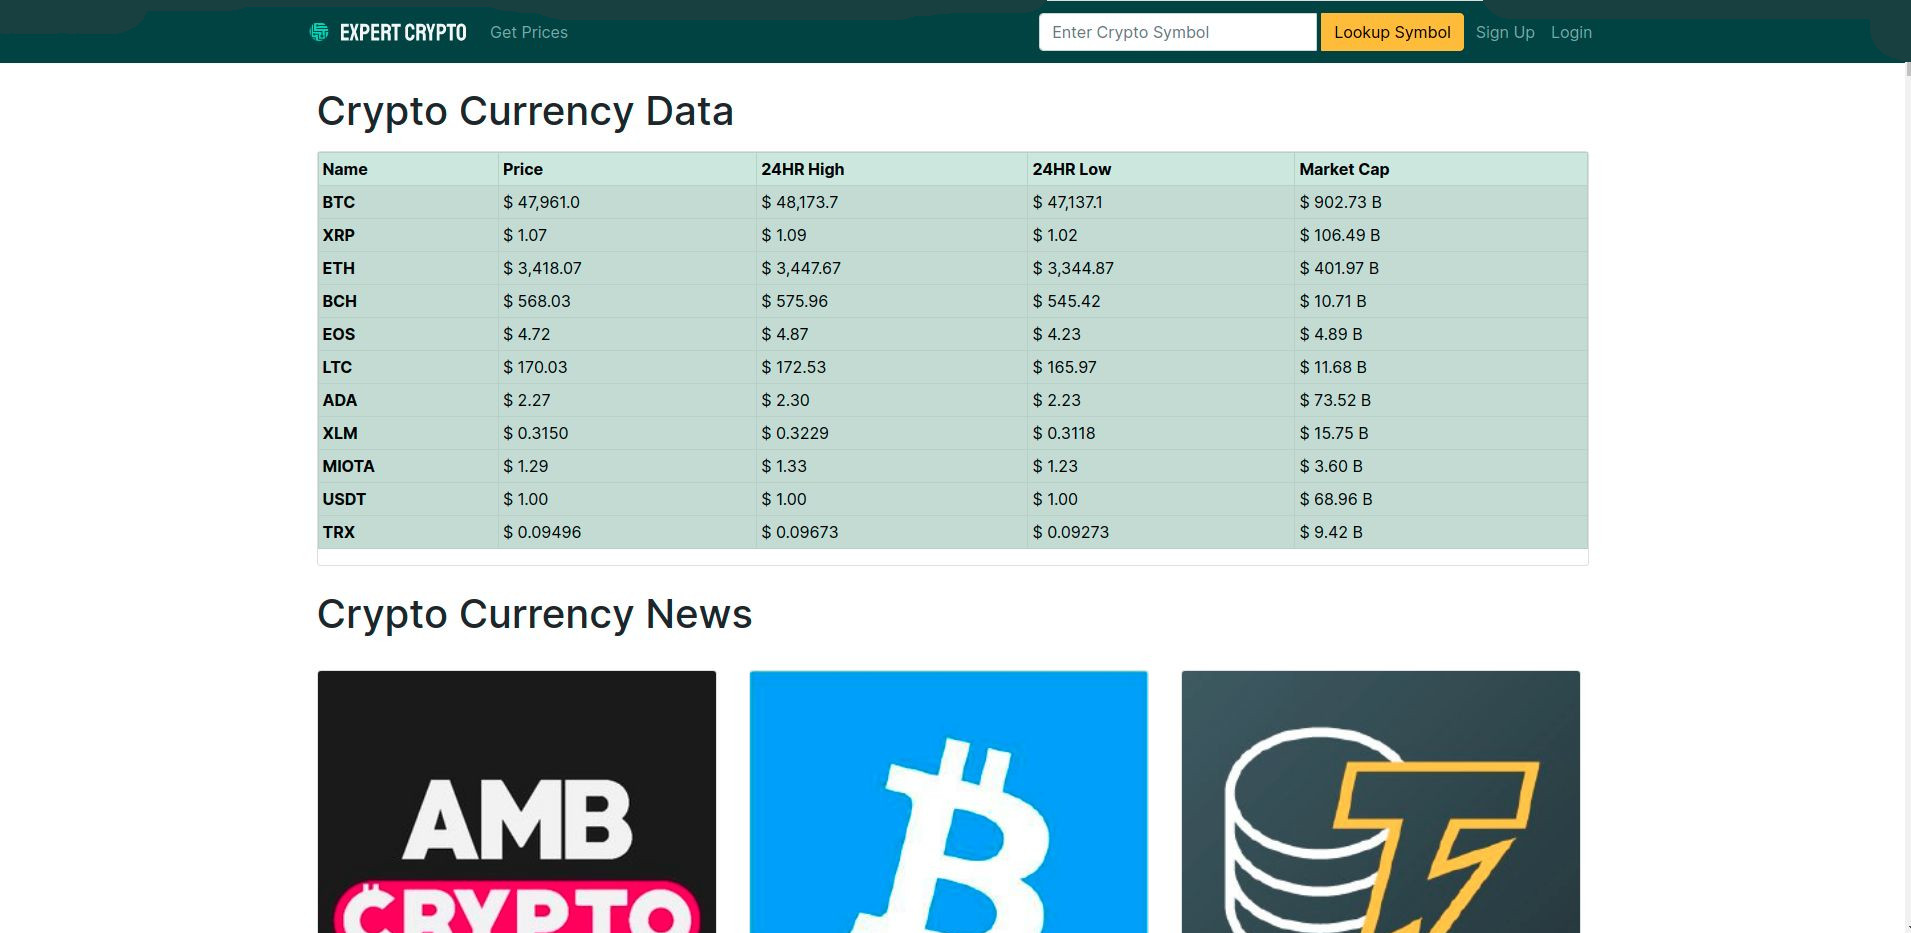 EXPERT CRYPTO Get Prices Enter Crypto Symbol Lookup Symbol Sign Up Login
Crypto Currency Data
Name Price 24HR High 24HR Low Market Cap
BTC $ 47,961.0 $ 48,173.7 $ 47,137.1 $ 902.73 B
XRP $ 1.07 $ 1.09 $ 1.02 $ 106.49 B
ETH $ 3,418.07 $ 3,447.67 $ 3,344.87 $ 401.97 B
BCH $ 568.03 $ 575.96 $ 545.42 $ 10.71 B
EOS $ 4.72 $ 4.87 $ 4.23 $ 4.89 B
LTC $ 170.03 $ 172.53 $ 165.97 $ 11.68 B
ADA $ 2.27 $ 2.30 $ 2.23 $ 73.52 B
XLM $ 0.3150 $ 0.3229 $ 0.3118 $ 15.75 B
MIOTA $ 1.29 $ 1.33 $ 1.23 $ 3.60 B
USDT $ 1.00 $ 1.00 $ 1.00 $ 68.96 B
TRX $ 0.09496 $ 0.09673 $ 0.09273 $ 9.42 B
Crypto Currency News
AMB
CRYPTO